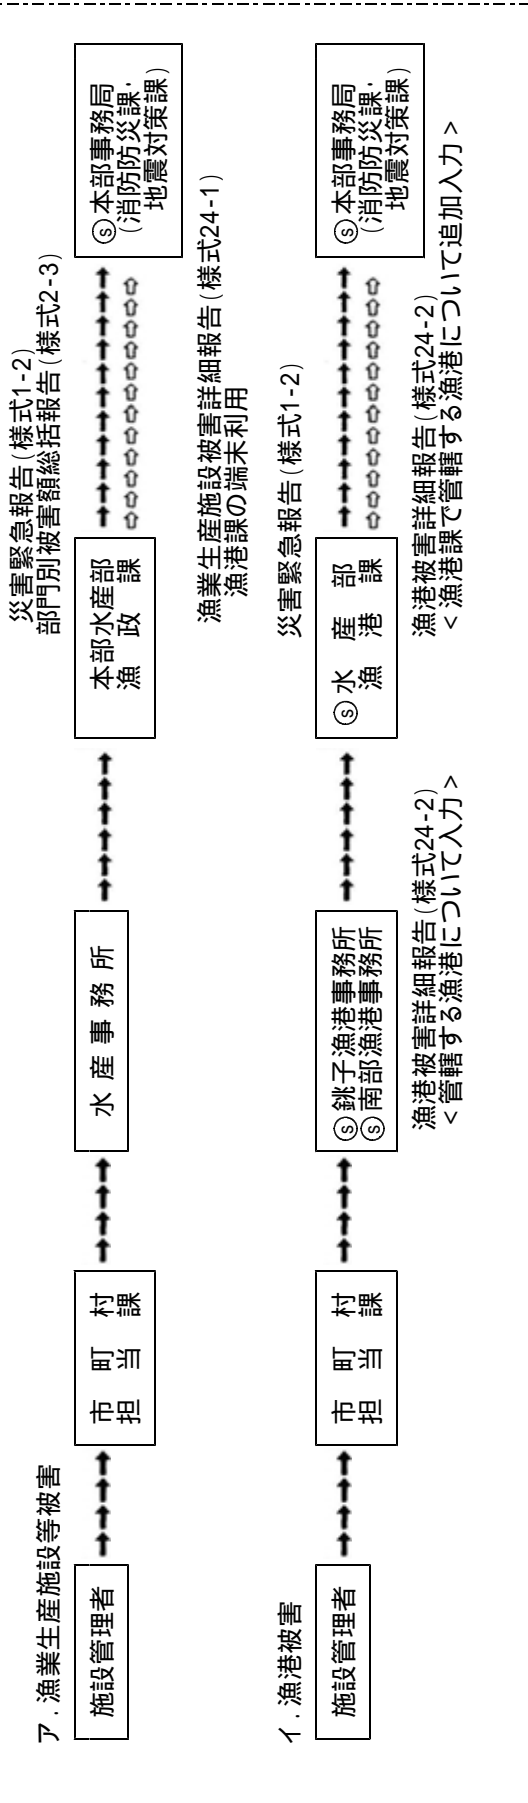 ア．漁業生産施設等被害
災害緊急報告(様式1-2)
部門別被害額総括報告(様式2-3)
施設管理者
市町村
担当課
水産事務所
本部水産部
漁政課
Ⓢ本部事務局
(消防防災課・
地震対策課)
漁業生産施設被害詳細報告(様式24-1)
漁港課の端末利用
イ．漁港被害
災害緊急報告(様式1-2)
施設管理者
市町村
担当課
Ⓢ銚子漁港事務所
Ⓢ南部漁港事務所
Ⓢ水産部
漁港課
Ⓢ本部事務局
(消防防災課・
地震対策課)
漁港被害詳細報告(様式24-2)
＜管轄する漁港について入力＞
漁港被害詳細報告(様式24-2)
＜漁港課で管轄する漁港について追加入力＞